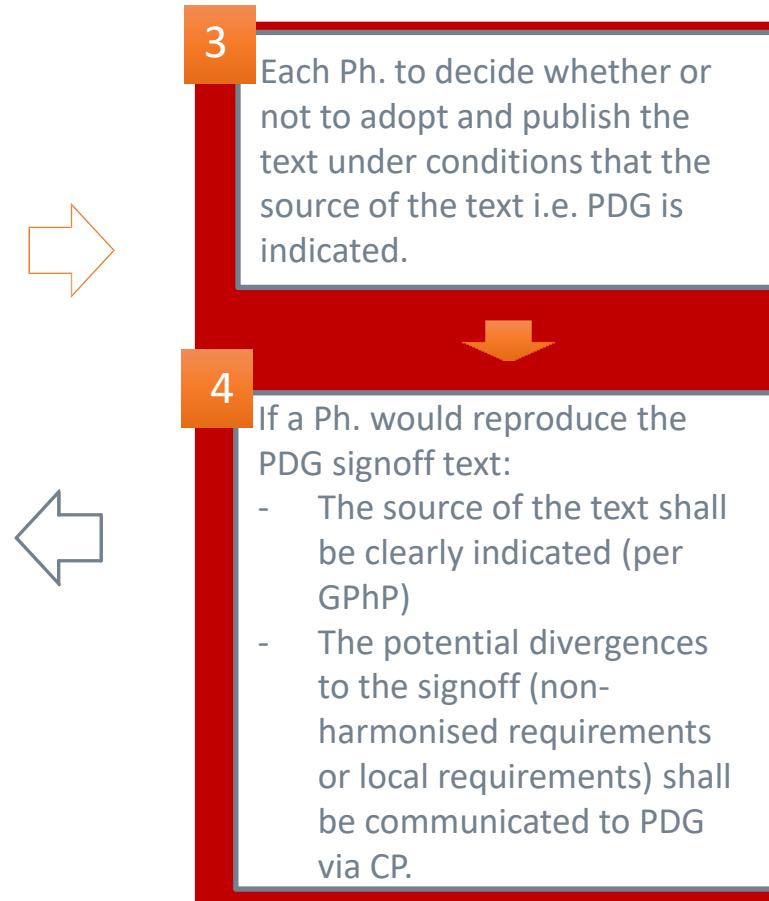 3
Each Ph. to decide whether or
not to adopt and publish the
text under conditions that the
source of the text i.e. PDG is
indicated.
4
If a Ph. would reproduce the
PDG signoff text:
- The source of the text shall
be clearly indicated (per
GPhP)
- The potential divergences
to the signoff (non-
harmonised requirements
or local requirements) shall
be communicated to PDG
via CP.